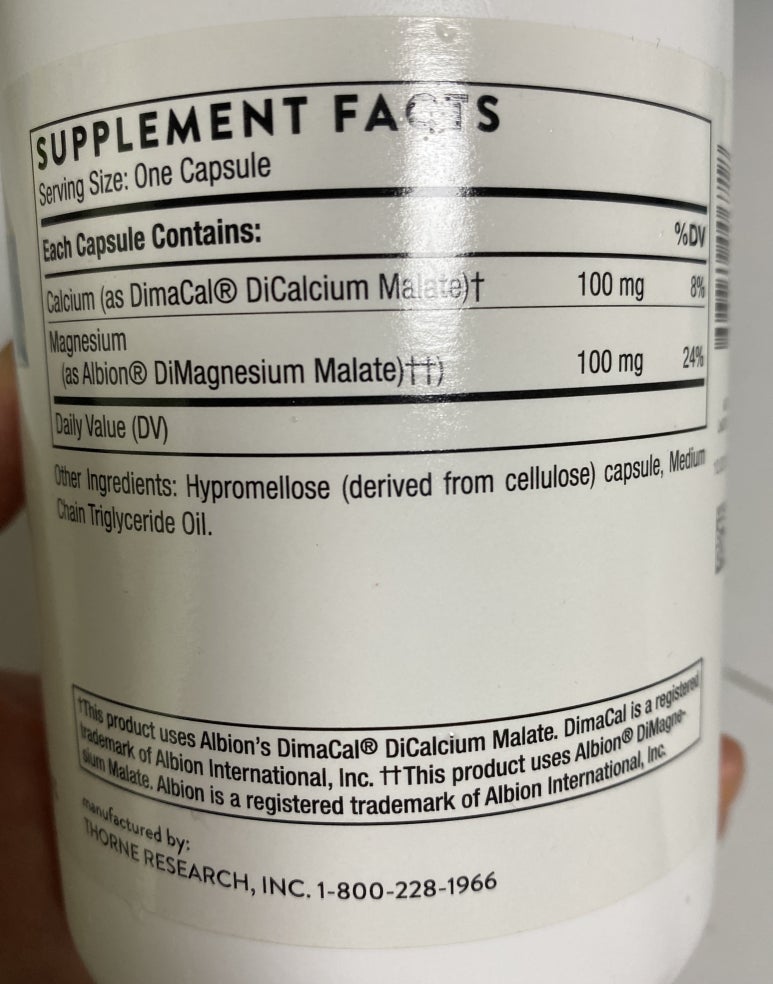 SUPPLEMENT FACTS
Serving Size: One Capsule
Each Capsule Contains: %DV
Calcium (as DimaCal® DiCalcium Malate)† 100 mg 8%
Magnesium
(as Albion® DiMagnesium Malate)††) 100 mg 24%
Daily Value (DV)
Other Ingredients: Hypromellose (derived from cellulose) capsule, Medium
Chain Triglyceride Oil.
†This product uses Albion's DimaCal® DiCalcium Malate. DimaCal is a registered
trademark of Albion International, Inc. ††This product uses Albion® DiMagne-
sium Malate. Albion is a registered trademark of Albion International, Inc.
manufactured by:
THORNE RESEARCH, INC. 1-800-228-1966